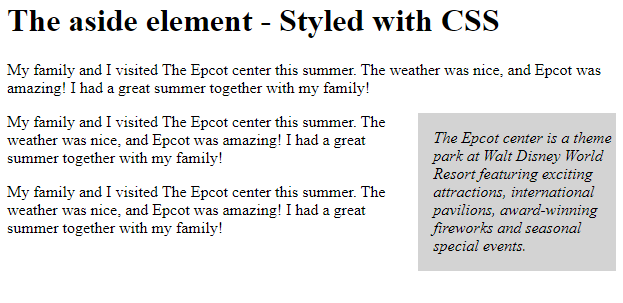 The aside element - Styled with CSS
My family and I visited The Epcot center this summer. The weather was nice, and Epcot was
amazing! I had a great summer together with my family!
My family and I visited The Epcot center this summer. The
weather was nice, and Epcot was amazing! I had a great
summer together with my family!
The Epcot center is a theme
park at Walt Disney World
Resort featuring exciting
attractions, international
pavilions, award-winning
fireworks and seasonal
special events.
My family and I visited The Epcot center this summer. The
weather was nice, and Epcot was amazing! I had a great
summer together with my family!